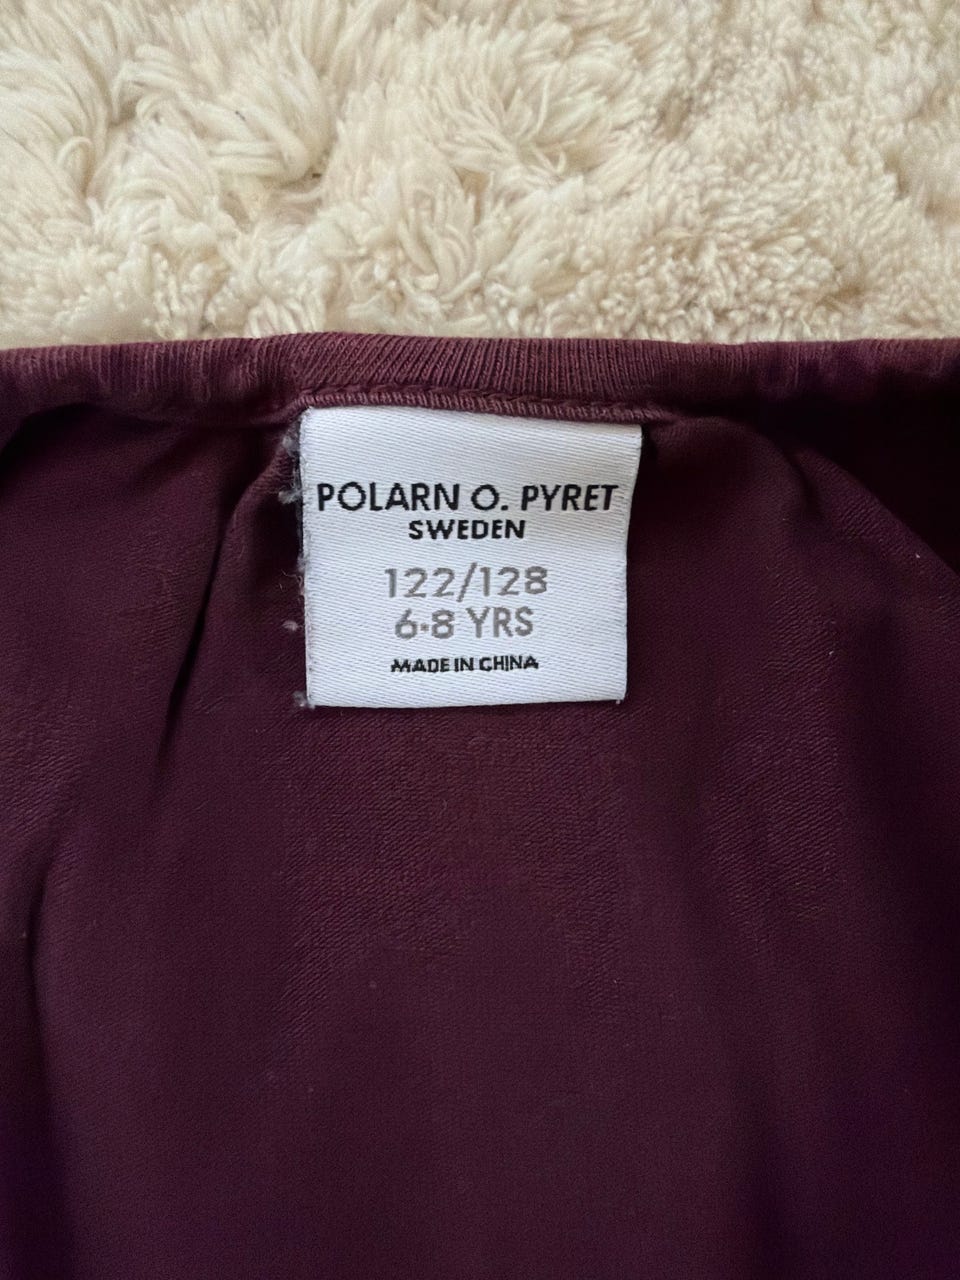 POLARN O. PYRET
SWEDEN
122/128
6-8 YRS
MADE IN CHINA